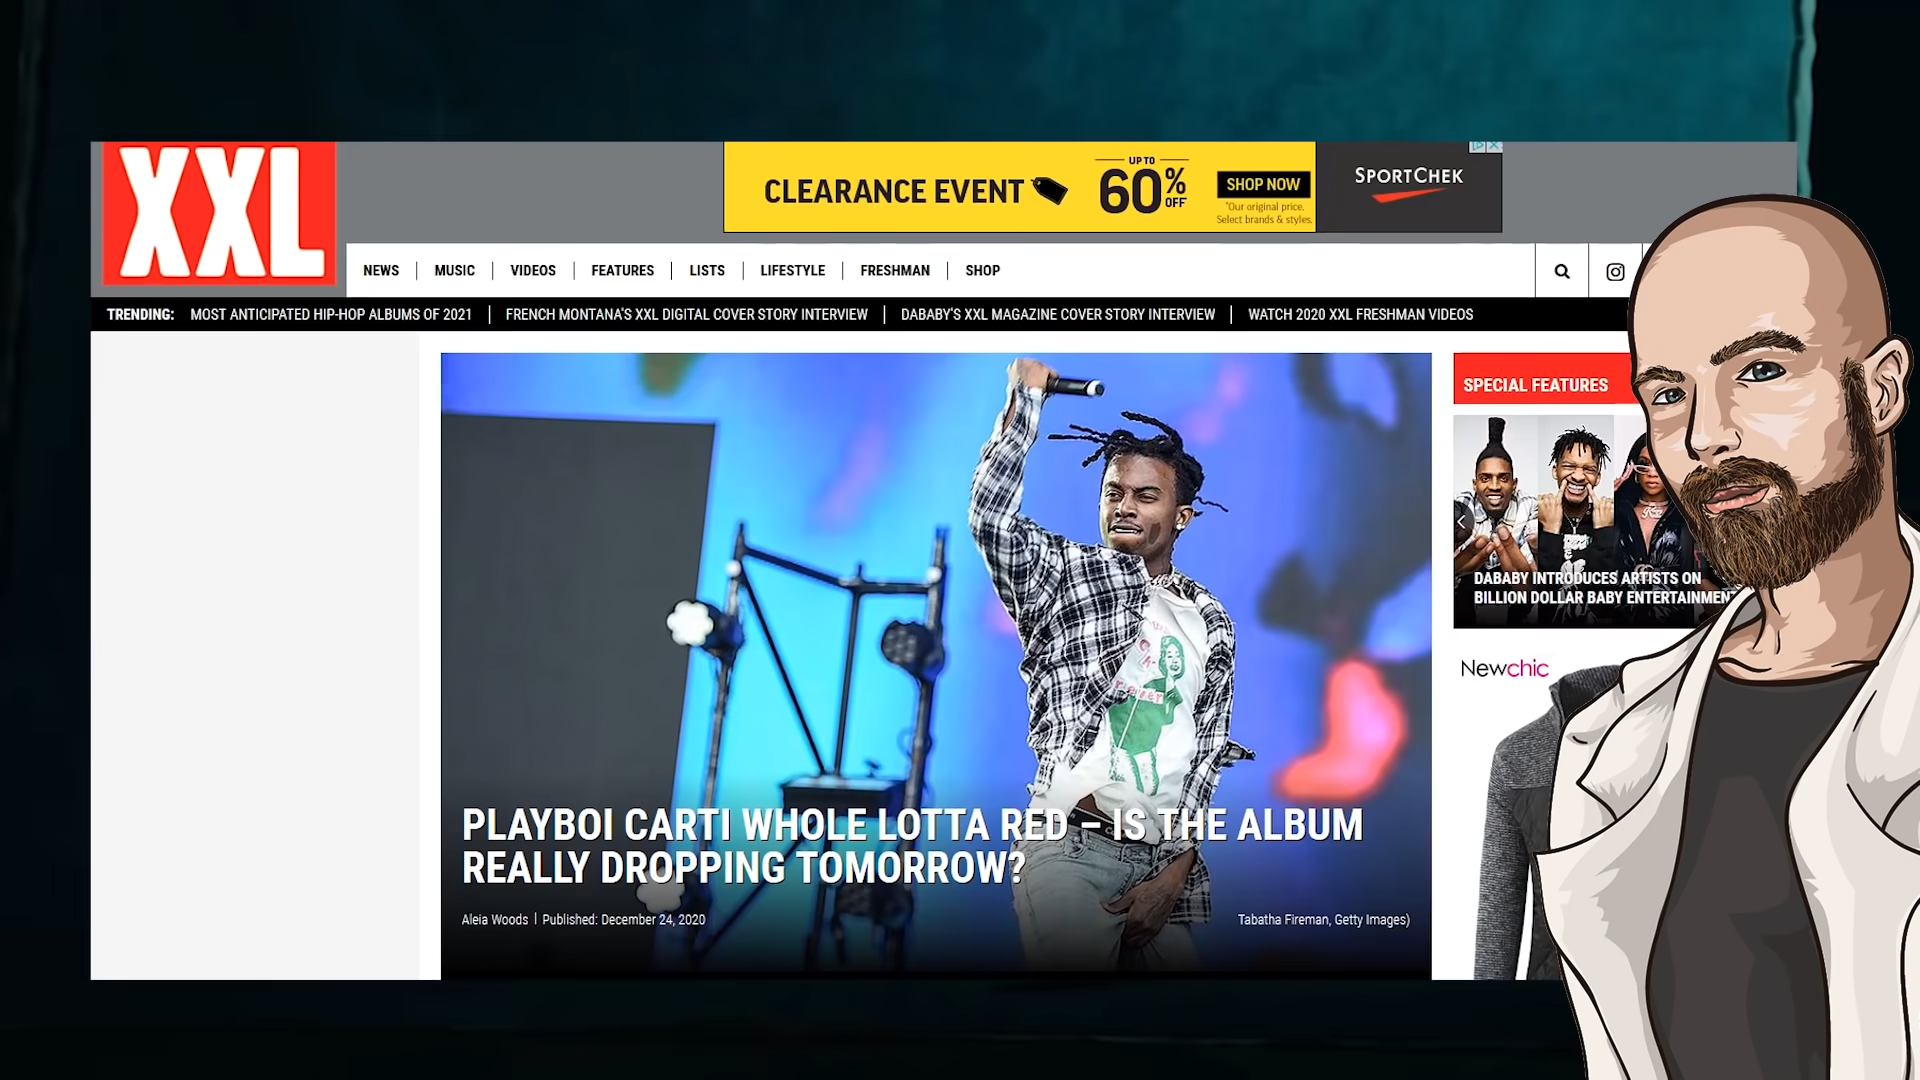 XXL
CLEARANCE EVENT
UP TO
60% OFF
SHOP NOW
*Our original price.
Select brands & styles.
SPORTCHEK
NEWS
MUSIC
VIDEOS
FEATURES
LISTS
LIFESTYLE
FRESHMAN
SHOP
TRENDING: MOST ANTICIPATED HIP-HOP ALBUMS OF 2021 | FRENCH MONTANA'S XXL DIGITAL COVER STORY INTERVIEW | DABABY'S XXL MAGAZINE COVER STORY INTERVIEW | WATCH 2020 XXL FRESHMAN VIDEOS
SPECIAL FEATURES
DABABY INTRODUCES ARTISTS ON
BILLION DOLLAR BABY ENTERTAINMENT
Newchic
PLAYBOI CARTI WHOLE LOTTA RED – IS THE ALBUM
REALLY DROPPING TOMORROW?
Aleia Woods | Published: December 24, 2020
Tabatha Fireman, Getty Images)